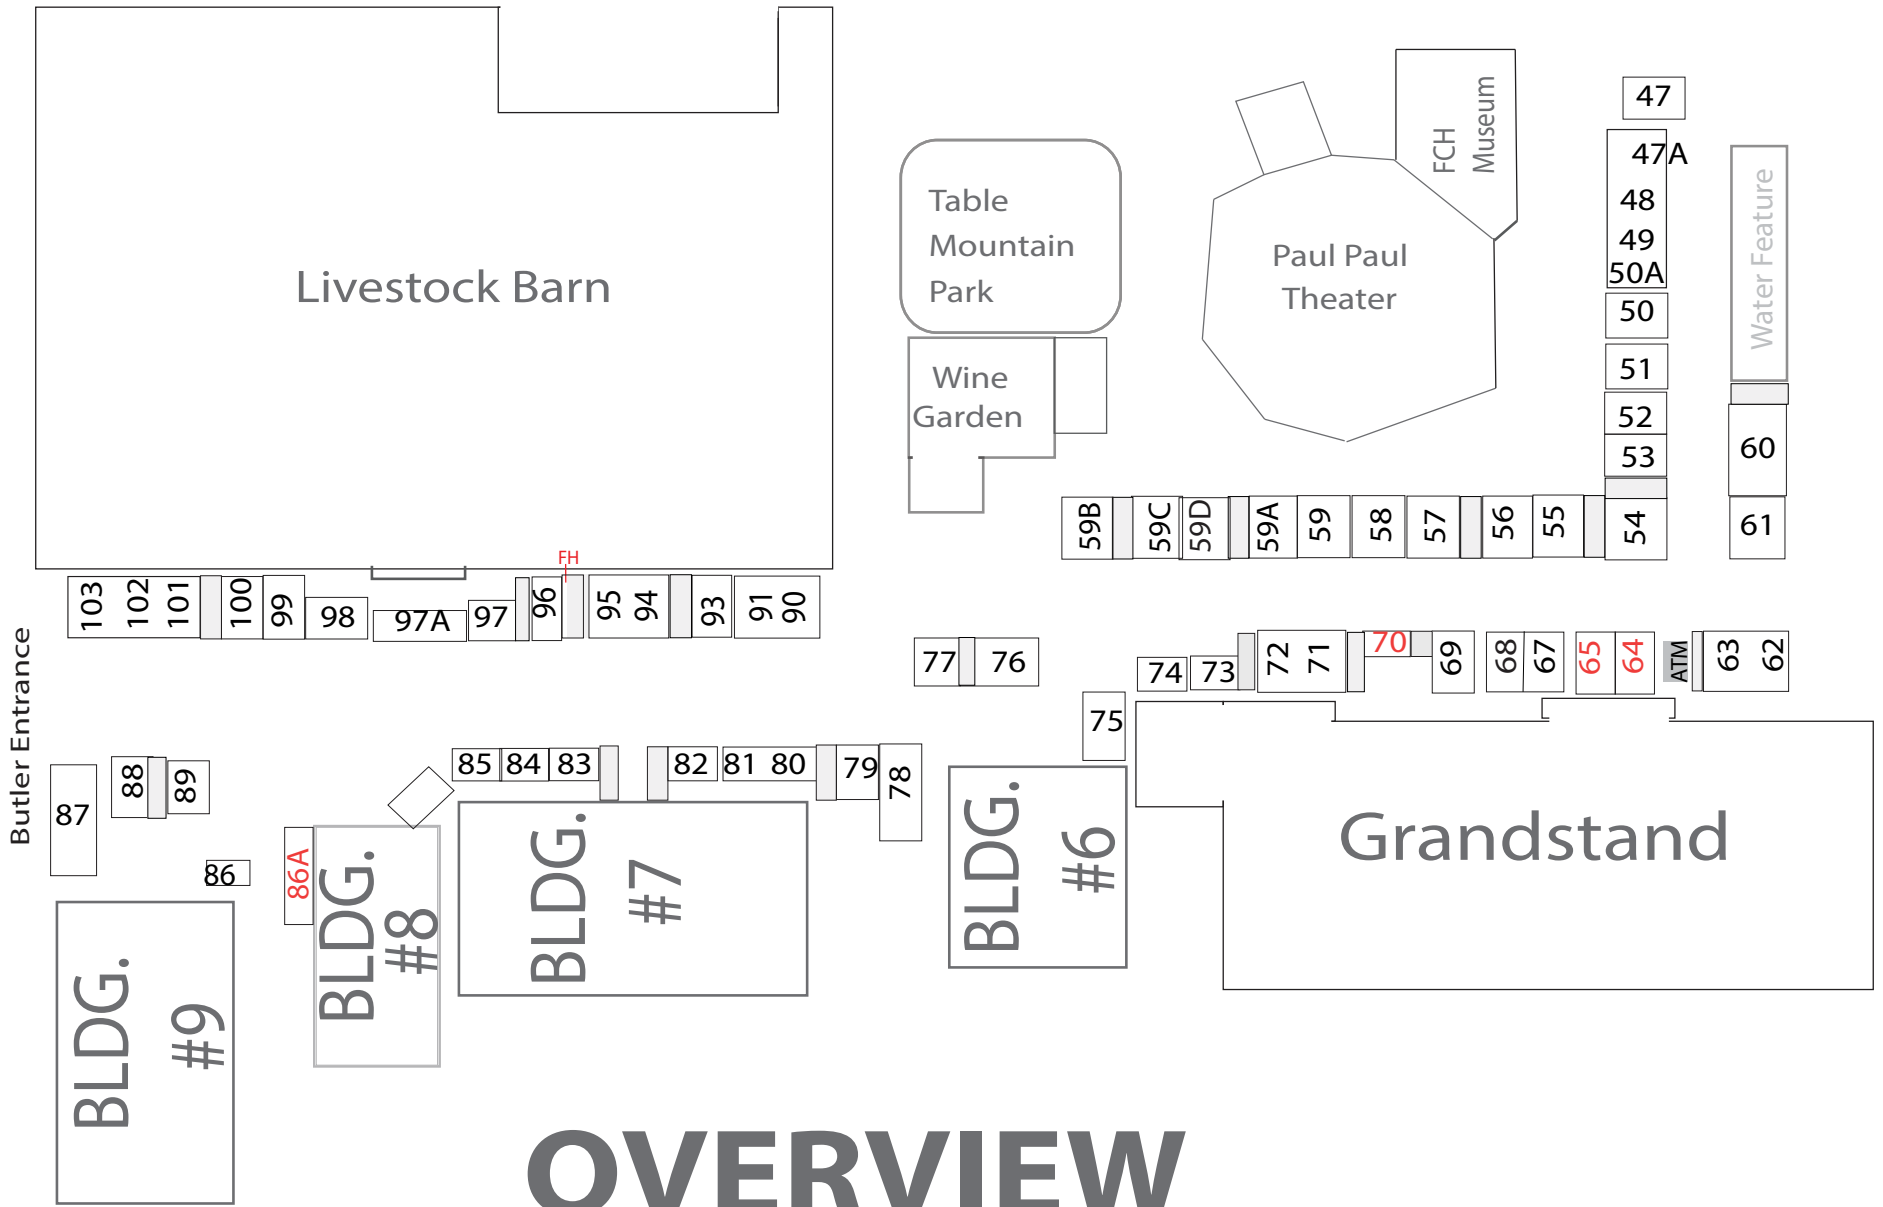 47
47A
48
49
50A
50
51
52
53
54
Water Feature
60
61
FCH
Museum
Paul Paul
Theater
Table
Mountain
Park
Wine
Garden
Livestock Barn
FH
59B
59C
59D
59A
59
58
57
56
55
103
102
101
100
99
98
97A
97
96
95
94
93
91
90
77
76
74
73
72
71
70
69
68
67
65
64
ATM
63
62
75
Butler Entrance
87
88
89
86
86A
85
84
83
82
81
80
79
78
BLDG.
#9
BLDG.
#8
BLDG.
#7
BLDG.
#6
Grandstand
OVERVIEW